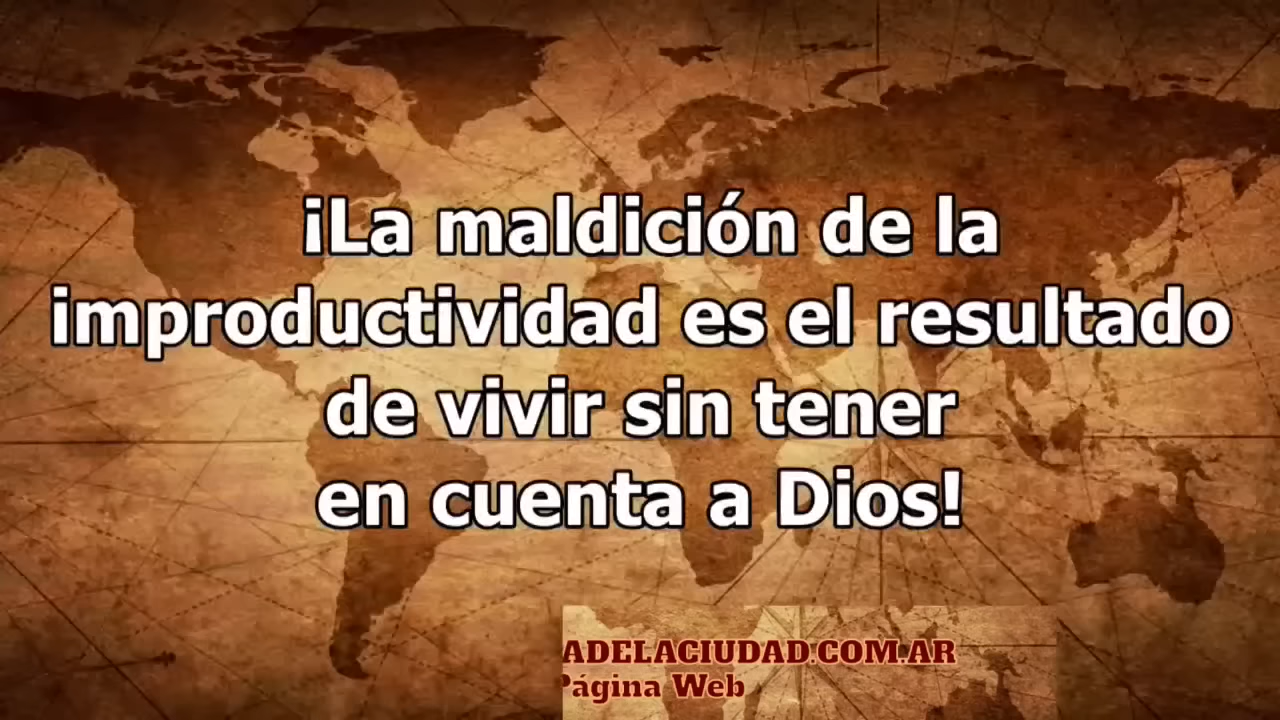 ¡La maldición de la
improductividad es el resultado
de vivir sin tener
en cuenta a Dios!
ADELACIUDAD.COM.AR
Página Web